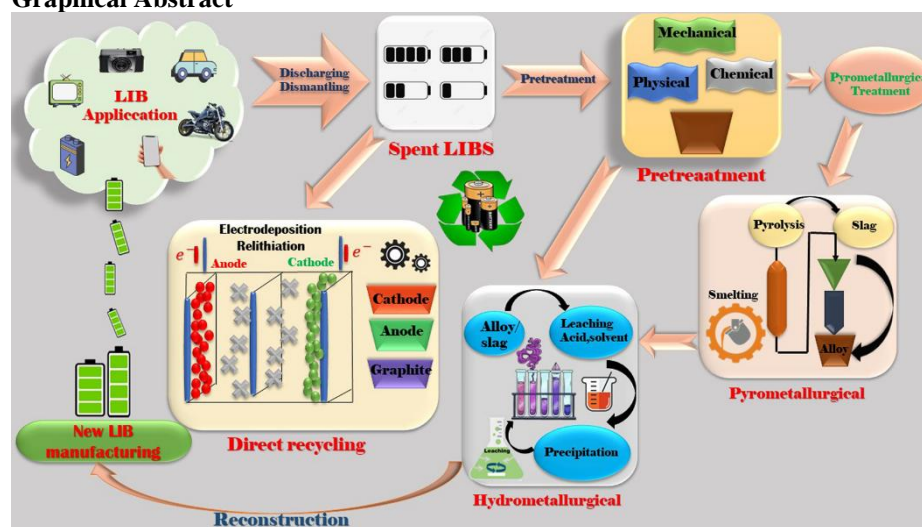 Graphical Abstract
LIB
Appliccation
Discharging
Dismantling
Spent LIBS
Pretreatment
Mechanical
Physical
Chemical
Pretreaatment
Pyrometallurgical
Treatment
Electrodeposition
Relithiation
e⁻
Anode
Cathode
e⁻
Cathode
Anode
Graphite
Direct recycling
Alloy
slag
Leaching
Acid,solvent
Leaching
Precipitation
Hydrometallurgical
Pyrolysis
Slag
Smelting
Alloy
Pyrometallurgical
New LIB
manufacturing
Reconstruction